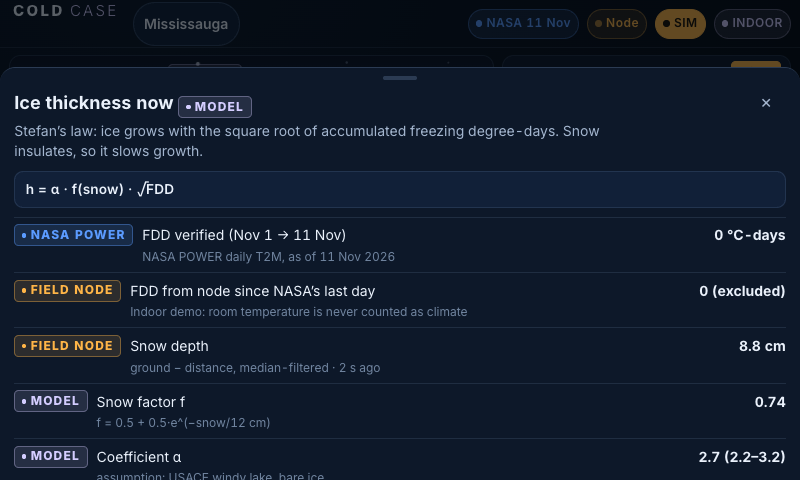 COLD CASE
Mississauga
NASA 11 Nov
Node
SIM
INDOOR
Ice thickness now
MODEL
×
Stefan's law: ice grows with the square root of accumulated freezing degree-days. Snow
insulates, so it slows growth.
h = α · f(snow) · √FDD
NASA POWER
FDD verified (Nov 1 → 11 Nov)
0 °C-days
NASA POWER daily T2M, as of 11 Nov 2026
FIELD NODE
FDD from node since NASA's last day
0 (excluded)
Indoor demo: room temperature is never counted as climate
FIELD NODE
Snow depth
8.8 cm
ground − distance, median-filtered · 2 s ago
MODEL
Snow factor f
0.74
f = 0.5 + 0.5·e^(−snow/12 cm)
MODEL
Coefficient α
2.7 (2.2–3.2)
assumption: USACE windy lake, bare ice